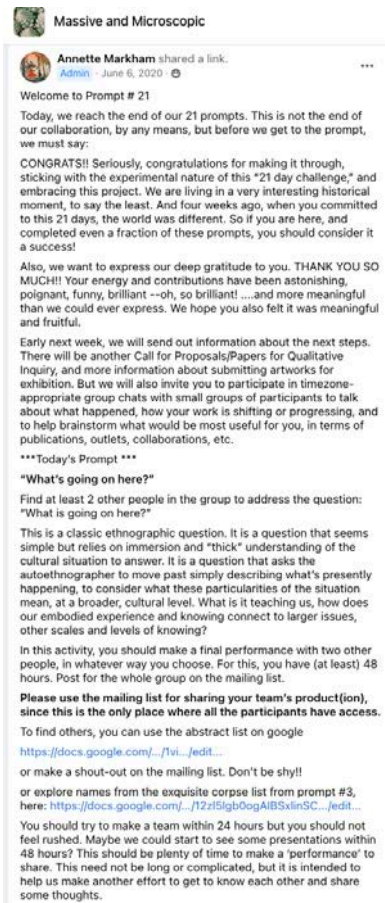 Massive and Microscopic
Annette Markham shared a link.
Admin · June 6, 2020 ·
Welcome to Prompt # 21
Today, we reach the end of our 21 prompts. This is not the end of
our collaboration, by any means, but before we get to the prompt,
we must say:
CONGRATS!! Seriously, congratulations for making it through,
sticking with the experimental nature of this "21 day challenge," and
embracing this project. We are living in a very interesting historical
moment, to say the least. And four weeks ago, when you committed
to this 21 days, the world was different. So if you are here, and
completed even a fraction of these prompts, you should consider it
a success!
Also, we want to express our deep gratitude to you. THANK YOU SO
MUCH!! Your energy and contributions have been astonishing,
poignant, funny, brilliant --oh, so brilliant! ....and more meaningful
than we could ever express. We hope you also felt it was meaningful
and fruitful.
Early next week, we will send out information about the next steps.
There will be another Call for Proposals/Papers for Qualitative
Inquiry, and more information about submitting artworks for
exhibition. But we will also invite you to participate in timezone-
appropriate group chats with small groups of participants to talk
about what happened, how your work is shifting or progressing, and
to help brainstorm what would be most useful for you, in terms of
publications, outlets, collaborations, etc.
***Today's Prompt ***
"What's going on here?"
Find at least 2 other people in the group to address the question:
"What is going on here?"
This is a classic ethnographic question. It is a question that seems
simple but relies on immersion and "thick" understanding of the
cultural situation to answer. It is a question that asks the
autoethnographer to move past simply describing what's presently
happening, to consider what these particularities of the situation
mean, at a broader, cultural level. What is it teaching us, how does
our embodied experience and knowing connect to larger issues,
other scales and levels of knowing?
In this activity, you should make a final performance with two other
people, in whatever way you choose. For this, you have (at least) 48
hours. Post for the whole group on the mailing list.
Please use the mailing list for sharing your team's product(ion),
since this is the only place where all the participants have access.
To find others, you can use the abstract list on google
https://docs.google.com/.../1vi.../edit...
or make a shout-out on the mailing list. Don't be shy!!
or explore names from the exquisite corpse list from prompt #3,
here: https://docs.google.com/.../12zl5lgb0ogAlBSxlinSC.../edit...
You should try to make a team within 24 hours but you should not
feel rushed. Maybe we could start to see some presentations within
48 hours? This should be plenty of time to make a 'performance' to
share. This need not be long or complicated, but it is intended to
help us make another effort to get to know each other and share
some thoughts.